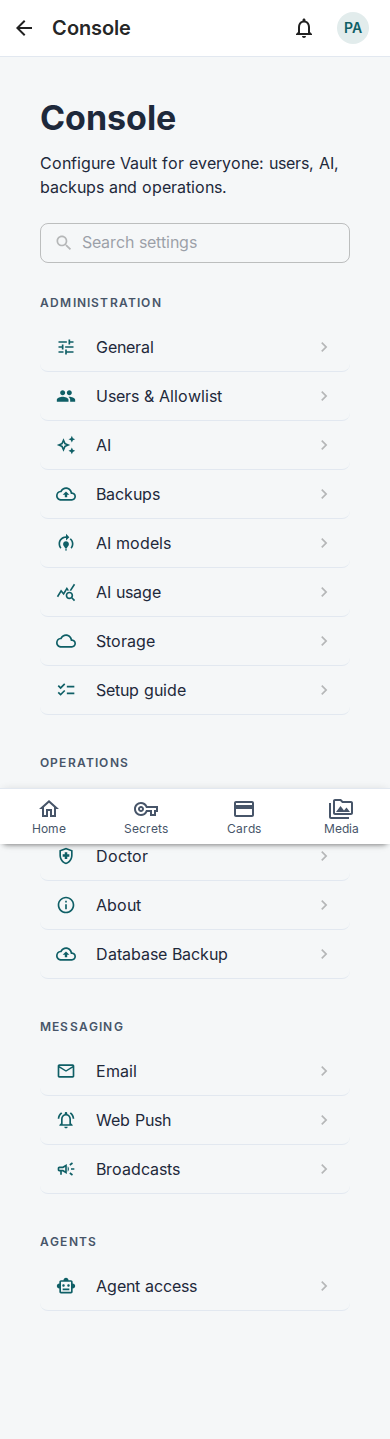 Console
PA
Console
Configure Vault for everyone: users, AI,
backups and operations.
Search settings
ADMINISTRATION
General
Users & Allowlist
AI
Backups
AI models
AI usage
Storage
Setup guide
OPERATIONS
Home
Secrets
Cards
Media
Doctor
About
Database Backup
MESSAGING
Email
Web Push
Broadcasts
AGENTS
Agent access